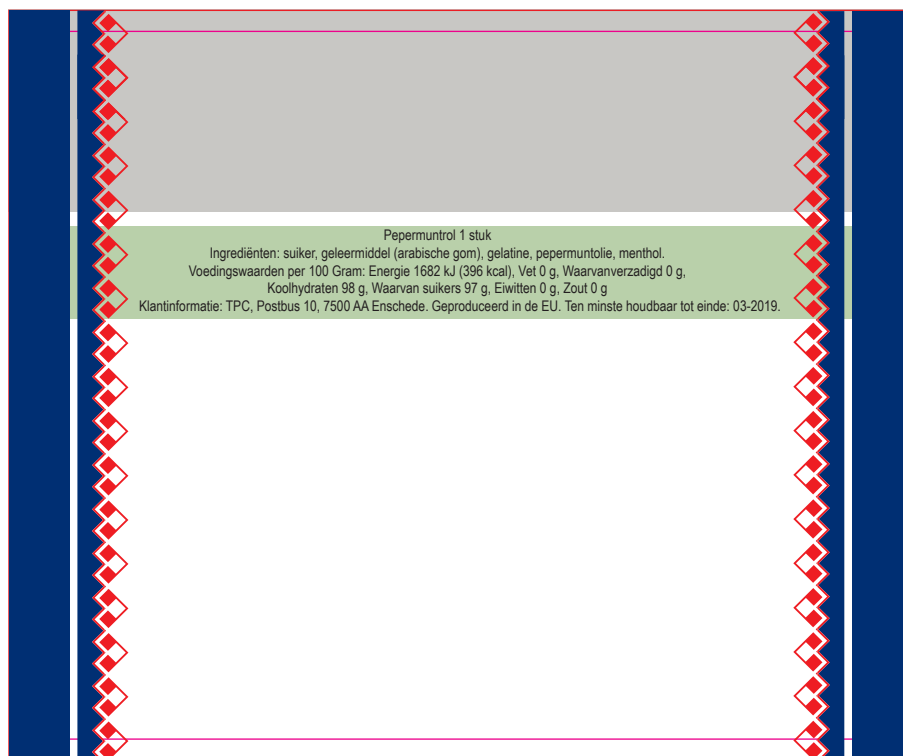 Pepermuntrol 1 stuk
Ingrediënten: suiker, geleermiddel (arabische gom), gelatine, pepermuntolie, menthol.
Voedingswaarden per 100 Gram: Energie 1682 kJ (396 kcal), Vet 0 g, Waarvanverzadigd 0 g,
Koolhydraten 98 g, Waarvan suikers 97 g, Eiwitten 0 g, Zout 0 g
Klantinformatie: TPC, Postbus 10, 7500 AA Enschede. Geproduceerd in de EU. Ten minste houdbaar tot einde: 03-2019.